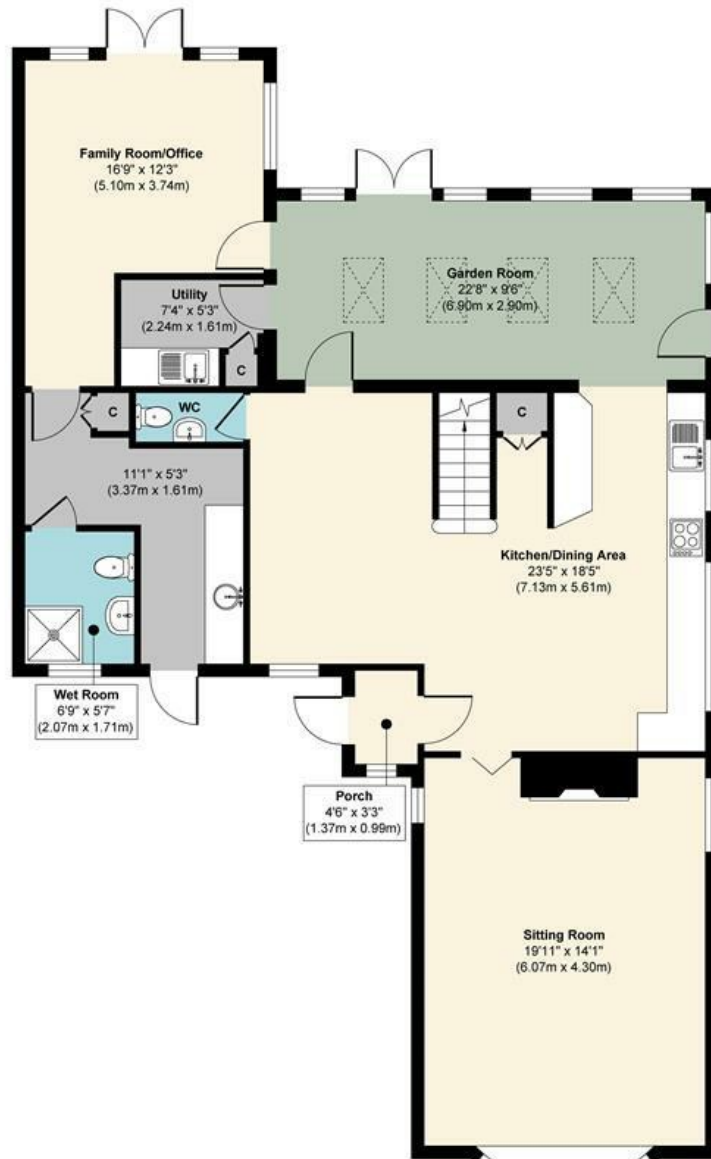 Family Room/Office
16'9" x 12'3"
(5.10m x 3.74m)
Garden Room
22'8" x 9'6"
(6.90m x 2.90m)
Utility
7'4" x 5'3"
(2.24m x 1.61m)
C
C
WC
C
11'1" x 5'3"
(3.37m x 1.61m)
Kitchen/Dining Area
23'5" x 18'5"
(7.13m x 5.61m)
Wet Room
6'9" x 5'7"
(2.07m x 1.71m)
Porch
4'6" x 3'3"
(1.37m x 0.99m)
Sitting Room
19'11" x 14'1"
(6.07m x 4.30m)